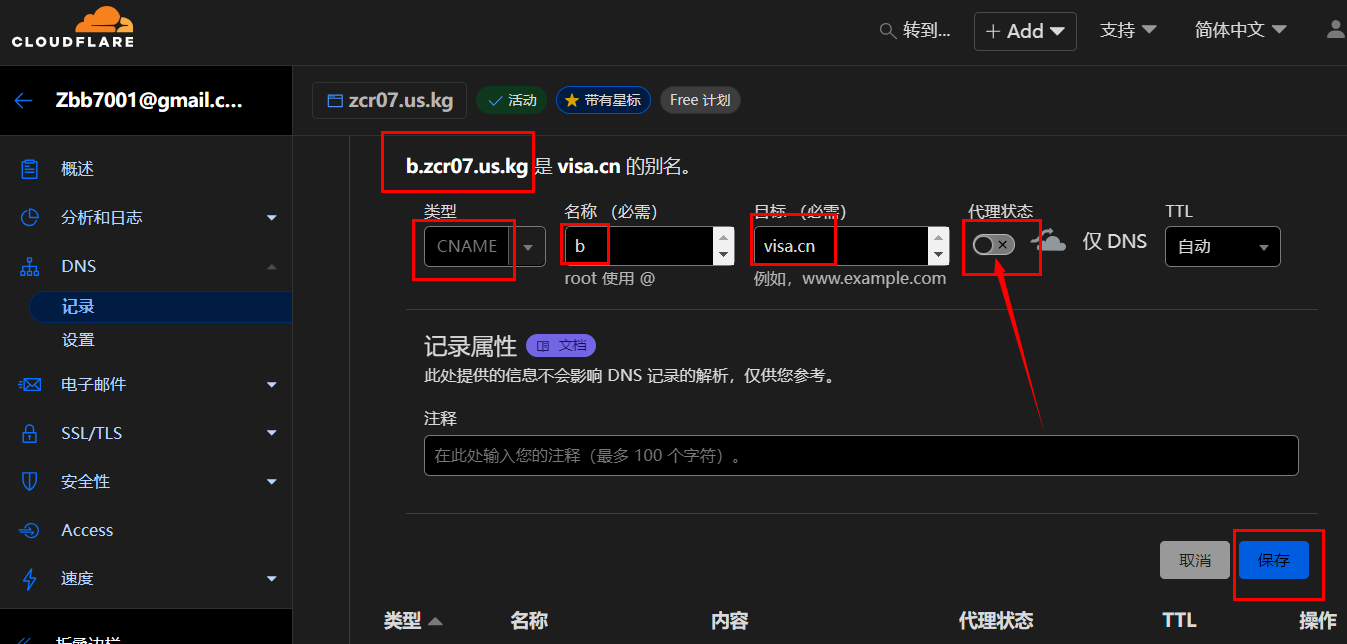 CLOUDFLARE
转到...
+ Add
支持
简体中文
Zbb7001@gmail.c...
zcr07.us.kg
活动
带有星标
Free 计划
概述
分析和日志
DNS
记录
设置
电子邮件
SSL/TLS
安全性
Access
速度
折叠边栏
b.zcr07.us.kg 是 visa.cn 的别名。
类型 名称 （必需） 目标 （必需） 代理状态 TTL
CNAME b visa.cn 仅 DNS 自动
root 使用 @ 例如，www.example.com
记录属性 文档
此处提供的信息不会影响 DNS 记录的解析，仅供您参考。
注释
在此处输入您的注释（最多 100 个字符）。
取消 保存
类型 名称 内容 代理状态 TTL 操作